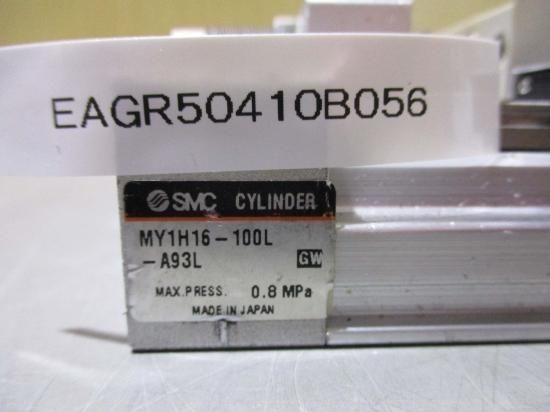 EAGR50410B056
SMC CYLINDER
MY1H16-100L
-A93L GW
MAX.PRESS. 0.8 MPa
MADE IN JAPAN